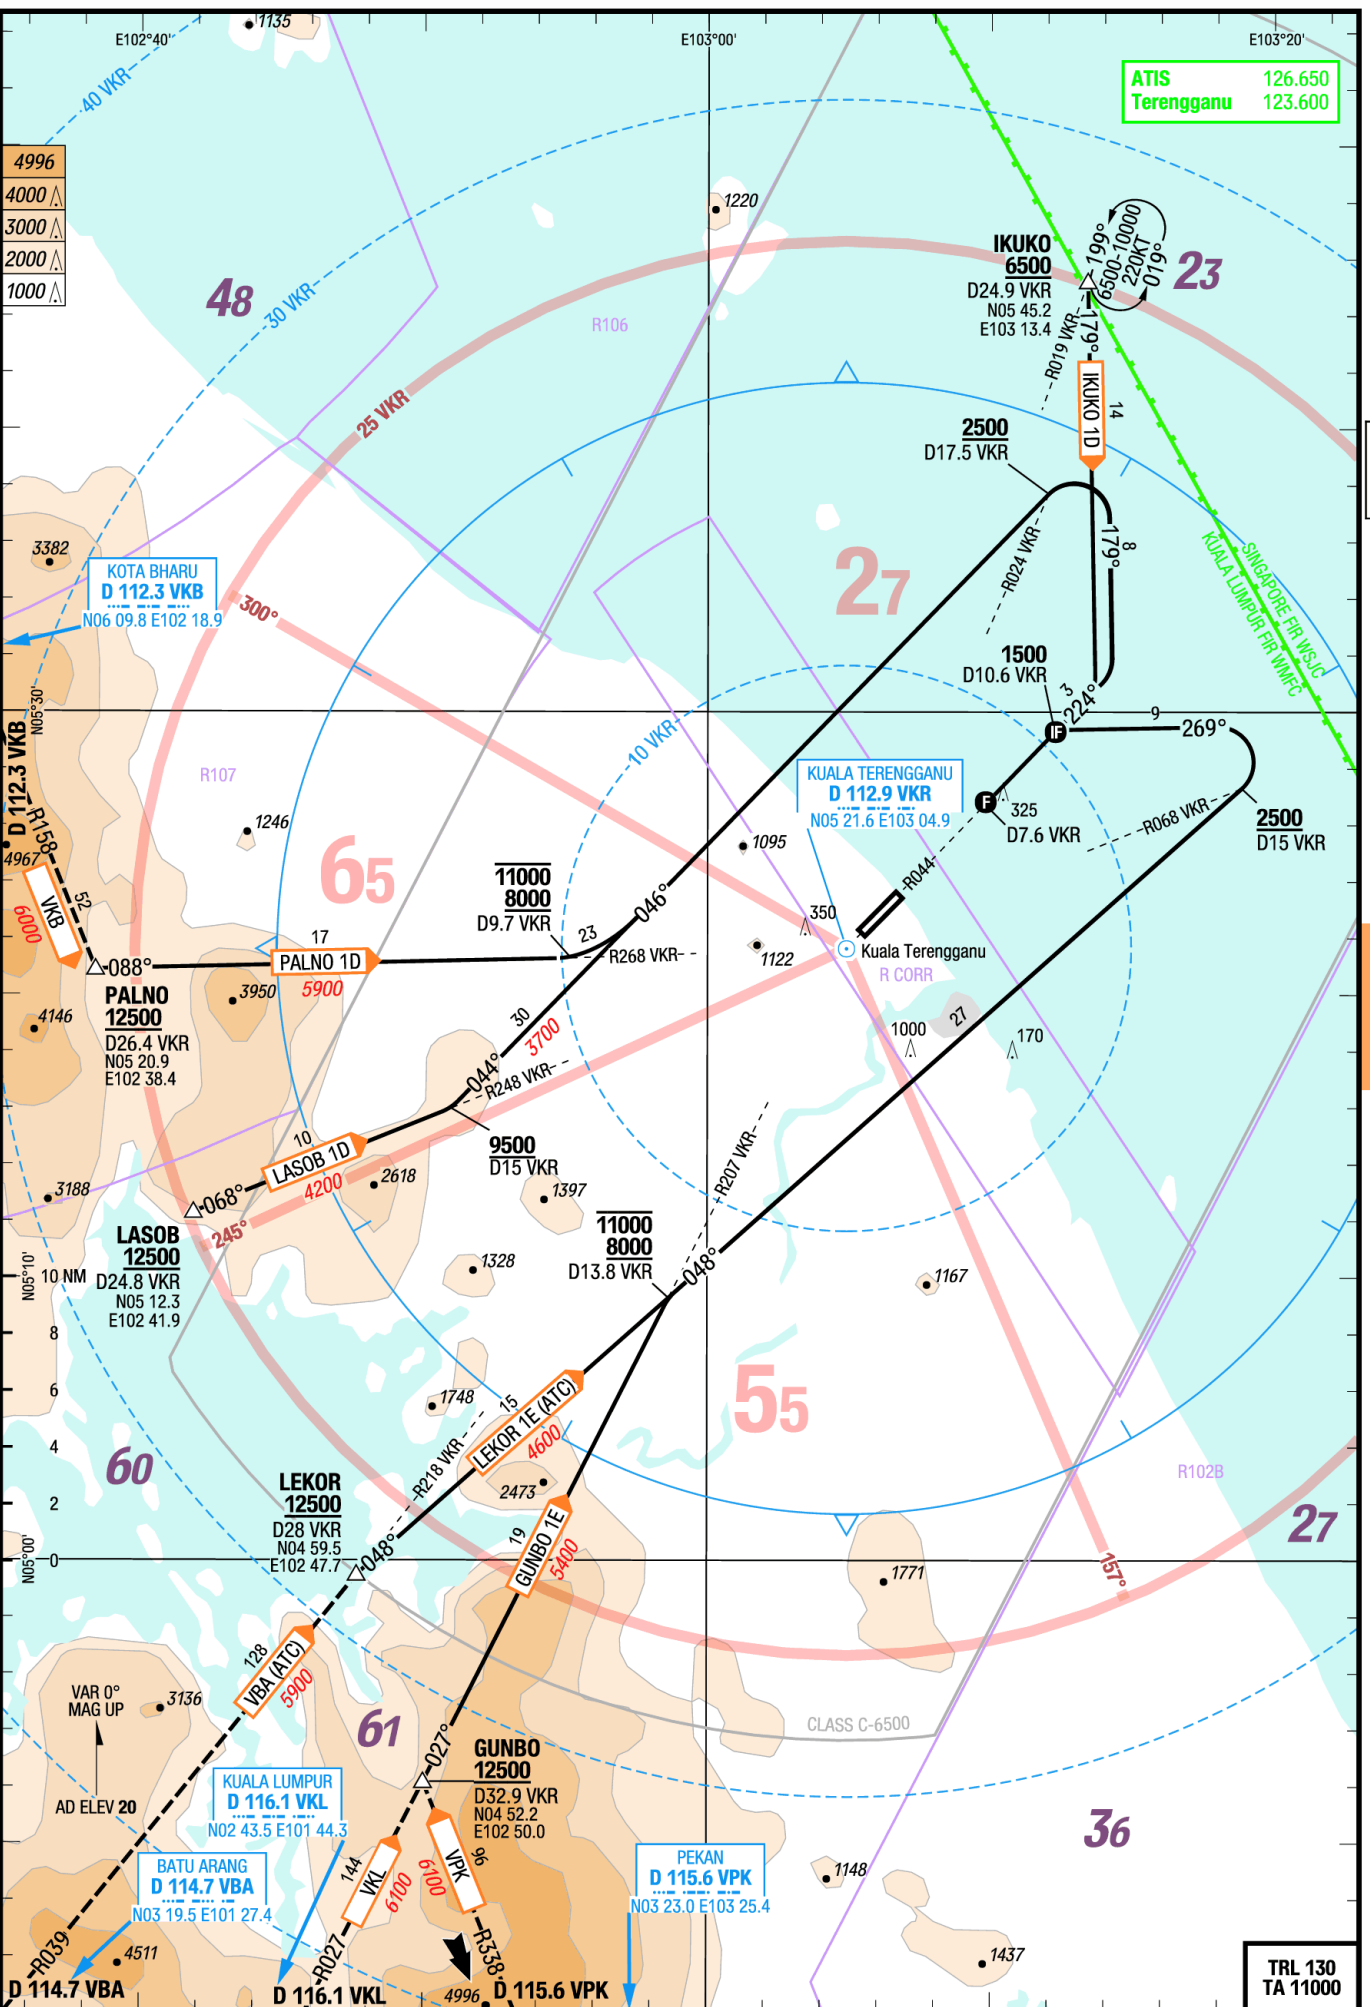 E102°40'
E103°00'
E103°20'
1135
40 VKR
ATIS 126.650
Terengganu 123.600
4996
4000
3000
2000
1000
1220
48
30 VKR
R106
IKUKO
6500
D24.9 VKR
N05 45.2
E103 13.4
199°
6500-10000
220KT
019°
23
R019 VKR
179°
IKUKO 1D
14
25 VKR
2500
D17.5 VKR
3382
KOTA BHARU
D 112.3 VKB
N06 09.8 E102 18.9
300°
27
R024 VKR
179°
8
SINGAPORE FIR WSJC
KUALA LUMPUR FIR WMFC
1500
D10.6 VKR
3
224°
IF
9
269°
N05°30'
10 VKR
D 112.3 VKB
R158
R107
KUALA TERENGGANU
D 112.9 VKR
N05 21.6 E103 04.9
F
325
D7.6 VKR
R068 VKR
2500
D15 VKR
1246
1095
4967
VKB
52
6000
65
11000
8000
D9.7 VKR
046°
R044
350
23
17
088°
PALNO 1D
5900
R268 VKR
1122
Kuala Terengganu
R CORR
PALNO
12500
D26.4 VKR
N05 20.9
E102 38.4
3950
4146
30
3700
27
1000
170
044°
R248 VKR
9500
D15 VKR
10
LASOB 1D
4200
2618
1397
R207 VKR
3188
068°
245°
LASOB
12500
D24.8 VKR
N05 12.3
E102 41.9
11000
8000
D13.8 VKR
048°
1328
1167
N05°10'
10 NM
8
6
4
2
0
1748
15
LEKOR 1E (ATC)
4600
55
R218 VKR
60
LEKOR
12500
D28 VKR
N04 59.5
E102 47.7
2473
R102B
27
048°
19
GUNBO 1E
5400
N05°00'
1771
157°
128
VBA (ATC)
5900
VAR 0°
MAG UP
3136
61
027°
CLASS C-6500
GUNBO
12500
D32.9 VKR
N04 52.2
E102 50.0
AD ELEV 20
KUALA LUMPUR
D 116.1 VKL
N02 43.5 E101 44.3
36
BATU ARANG
D 114.7 VBA
N03 19.5 E101 27.4
144
VKL
6100
VPK
96
6100
PEKAN
D 115.6 VPK
N03 23.0 E103 25.4
1148
R039
4511
R027
R338
1437
D 114.7 VBA
D 116.1 VKL
4996
D 115.6 VPK
TRL 130
TA 11000